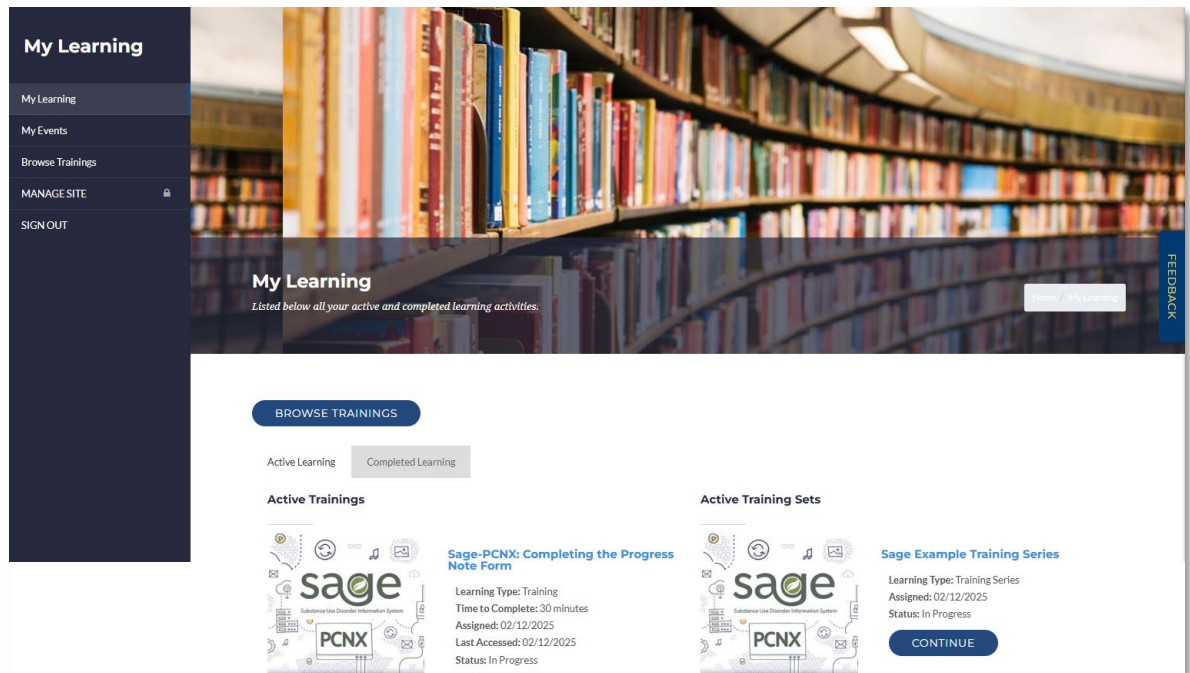 My Learning
My Learning
My Events
Browse Trainings
MANAGE SITE
SIGN OUT
My Learning
Listed below all your active and completed learning activities.
Home / My Learning
FEEDBACK
BROWSE TRAININGS
Active Learning
Completed Learning
Active Trainings
sage
Substance Use Disorder Information System
PCNX
Sage-PCNX: Completing the Progress
Note Form
Learning Type: Training
Time to Complete: 30 minutes
Assigned: 02/12/2025
Last Accessed: 02/12/2025
Status: In Progress
Active Training Sets
sage
Substance Use Disorder Information System
PCNX
Sage Example Training Series
Learning Type: Training Series
Assigned: 02/12/2025
Status: In Progress
CONTINUE